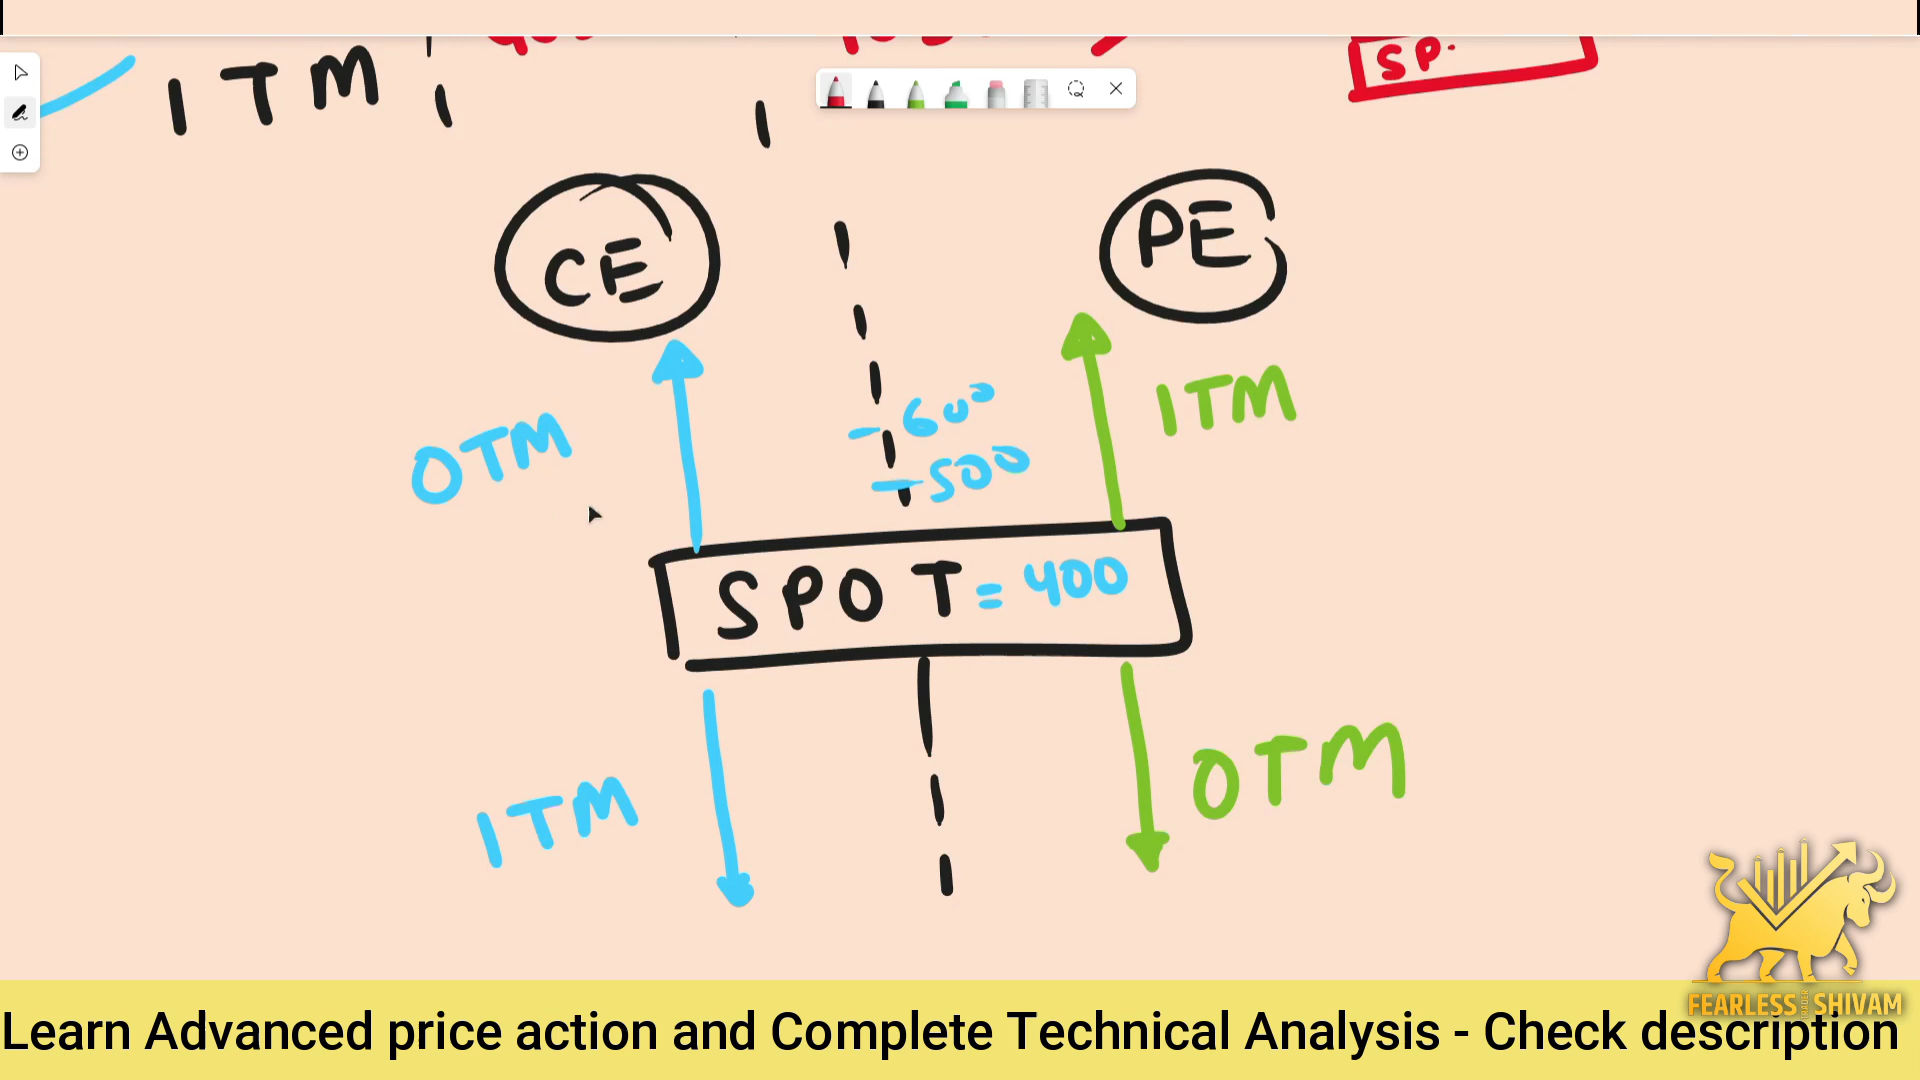 ITM
SP.
CE
PE
OTM
- 600
- 500
ITM
SPOT = 400
ITM
OTM
FEARLESS TRADER SHIVAM
Learn Advanced price action and Complete Technical Analysis - Check description